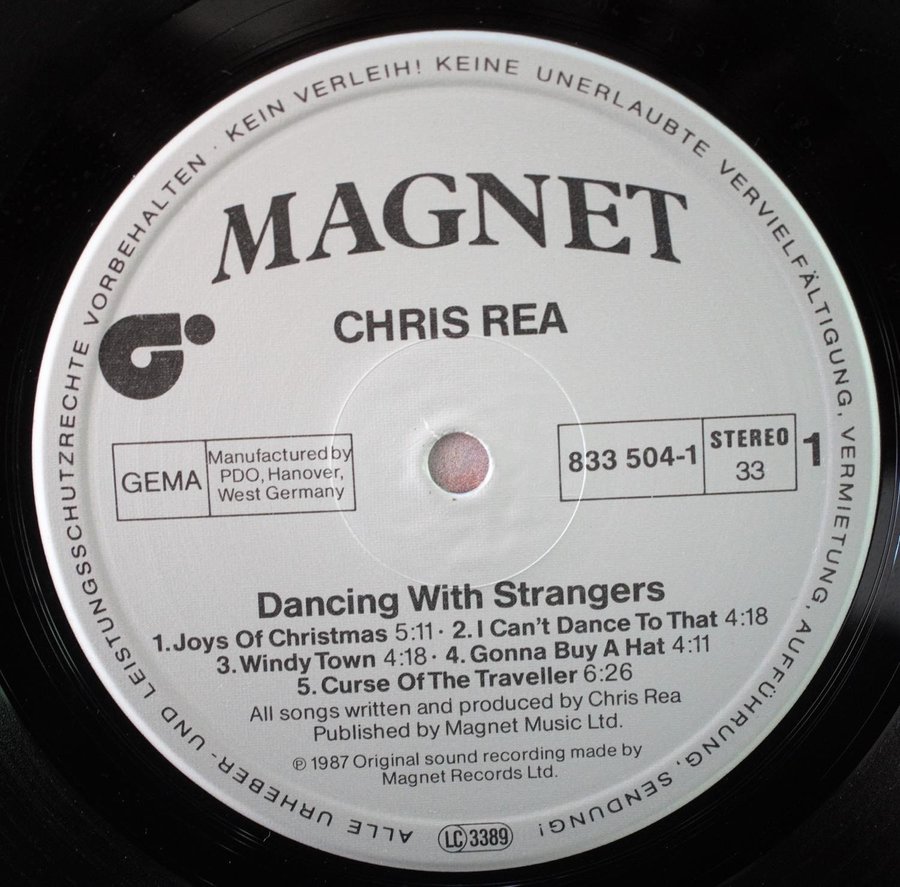 ALLE URHEBER- UND LEISTUNGSSCHUTZRECHTE VORBEHALTEN · KEIN VERLEIH! KEINE UNERLAUBTE VERVIELFÄLTIGUNG, VERMIETUNG, AUFFÜHRUNG, SENDUNG!
MAGNET
CHRIS REA
GEMA
Manufactured by
PDO, Hanover,
West Germany
833 504-1
STEREO
33
1
Dancing With Strangers
1. Joys Of Christmas 5:11 · 2. I Can't Dance To That 4:18
3. Windy Town 4:18 · 4. Gonna Buy A Hat 4:11
5. Curse Of The Traveller 6:26
All songs written and produced by Chris Rea
Published by Magnet Music Ltd.
℗ 1987 Original sound recording made by
Magnet Records Ltd.
LC 3389